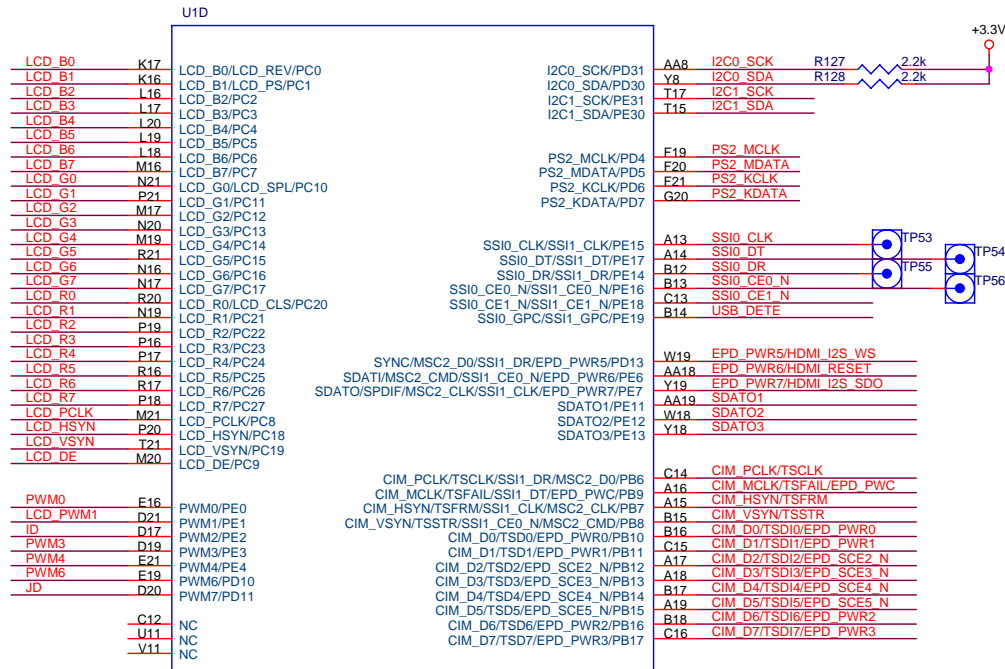 U1D
+3.3V
LCD_B0 K17 LCD_B0/LCD_REV/PC0
LCD_B1 K16 LCD_B1/LCD_PS/PC1
LCD_B2 L16 LCD_B2/PC2
LCD_B3 L17 LCD_B3/PC3
LCD_B4 L20 LCD_B4/PC4
LCD_B5 L19 LCD_B5/PC5
LCD_B6 L18 LCD_B6/PC6
LCD_B7 M16 LCD_B7/PC7
LCD_G0 N21 LCD_G0/LCD_SPL/PC10
LCD_G1 P21 LCD_G1/PC11
LCD_G2 M17 LCD_G2/PC12
LCD_G3 N20 LCD_G3/PC13
LCD_G4 M19 LCD_G4/PC14
LCD_G5 R21 LCD_G5/PC15
LCD_G6 N16 LCD_G6/PC16
LCD_G7 N17 LCD_G7/PC17
LCD_R0 R20 LCD_R0/LCD_CLS/PC20
LCD_R1 N19 LCD_R1/PC21
LCD_R2 P19 LCD_R2/PC22
LCD_R3 P16 LCD_R3/PC23
LCD_R4 P17 LCD_R4/PC24
LCD_R5 R16 LCD_R5/PC25
LCD_R6 R17 LCD_R6/PC26
LCD_R7 P18 LCD_R7/PC27
LCD_PCLK M21 LCD_PCLK/PC8
LCD_HSYN P20 LCD_HSYN/PC18
LCD_VSYN T21 LCD_VSYN/PC19
LCD_DE M20 LCD_DE/PC9
PWM0 E16 PWM0/PE0
LCD_PWM1 D21 PWM1/PE1
ID D17 PWM2/PE2
PWM3 D19 PWM3/PE3
PWM4 E21 PWM4/PE4
PWM6 E19 PWM6/PD10
JD D20 PWM7/PD11
C12 NC
U11 NC
V11 NC
I2C0_SCK/PD31 AA8 I2C0_SCK R127 2.2k
I2C0_SDA/PD30 Y8 I2C0_SDA R128 2.2k
I2C1_SCK/PE31 T17 I2C1_SCK
I2C1_SDA/PE30 T15 I2C1_SDA
PS2_MCLK/PD4 F19 PS2_MCLK
PS2_MDATA/PD5 F20 PS2_MDATA
PS2_KCLK/PD6 F21 PS2_KCLK
PS2_KDATA/PD7 G20 PS2_KDATA
SSI0_CLK/SSI1_CLK/PE15 A13 SSI0_CLK TP53
SSI0_DT/SSI1_DT/PE17 A14 SSI0_DT TP54
SSI0_DR/SSI1_DR/PE14 B12 SSI0_DR TP55
SSI0_CE0_N/SSI1_CE0_N/PE16 B13 SSI0_CE0_N TP56
SSI0_CE1_N/SSI1_CE1_N/PE18 C13 SSI0_CE1_N
SSI0_GPC/SSI1_GPC/PE19 B14 USB_DETE
SYNC/MSC2_D0/SSI1_DR/EPD_PWR5/PD13 W19 EPD_PWR5/HDMI_I2S_WS
SDATI/MSC2_CMD/SSI1_CE0_N/EPD_PWR6/PE6 AA18 EPD_PWR6/HDMI_RESET
SDATO/SPDIF/MSC2_CLK/SSI1_CLK/EPD_PWR7/PE7 Y19 EPD_PWR7/HDMI_I2S_SDO
SDATO1/PE11 AA19 SDATO1
SDATO2/PE12 W18 SDATO2
SDATO3/PE13 Y18 SDATO3
CIM_PCLK/TSCLK/SSI1_DR/MSC2_D0/PB6 C14 CIM_PCLK/TSCLK
CIM_MCLK/TSFAIL/SSI1_DT/EPD_PWC/PB9 A16 CIM_MCLK/TSFAIL/EPD_PWC
CIM_HSYN/TSFRM/SSI1_CLK/MSC2_CLK/PB7 A15 CIM_HSYN/TSFRM
CIM_VSYN/TSSTR/SSI1_CE0_N/MSC2_CMD/PB8 B15 CIM_VSYN/TSSTR
CIM_D0/TSD0/EPD_PWR0/PB10 B16 CIM_D0/TSDI0/EPD_PWR0
CIM_D1/TSD1/EPD_PWR1/PB11 C15 CIM_D1/TSDI1/EPD_PWR1
CIM_D2/TSD2/EPD_SCE2_N/PB12 A17 CIM_D2/TSDI2/EPD_SCE2_N
CIM_D3/TSD3/EPD_SCE3_N/PB13 A18 CIM_D3/TSDI3/EPD_SCE3_N
CIM_D4/TSD4/EPD_SCE4_N/PB14 B17 CIM_D4/TSDI4/EPD_SCE4_N
CIM_D5/TSD5/EPD_SCE5_N/PB15 A19 CIM_D5/TSDI5/EPD_SCE5_N
CIM_D6/TSD6/EPD_PWR2/PB16 B18 CIM_D6/TSDI6/EPD_PWR2
CIM_D7/TSD7/EPD_PWR3/PB17 C16 CIM_D7/TSDI7/EPD_PWR3